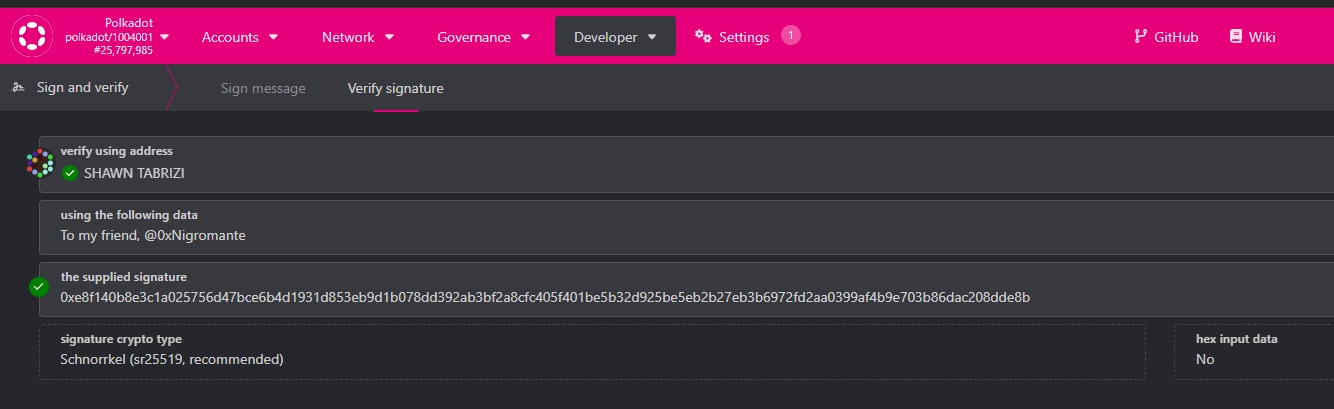 Polkadot
polkadot/1004001
#25,797,985
Accounts
Network
Governance
Developer
Settings
1
GitHub
Wiki
Sign and verify
Sign message
Verify signature
verify using address
SHAWN TABRIZI
using the following data
To my friend, @0xNigromante
the supplied signature
0xe8f140b8e3c1a025756d47bce6b4d1931d853eb9d1b078dd392ab3bf2a8cfc405f401be5b32d925be5eb2b27eb3b6972fd2aa0399af4b9e703b86dac208dde8b
signature crypto type
Schnorrkel (sr25519, recommended)
hex input data
No